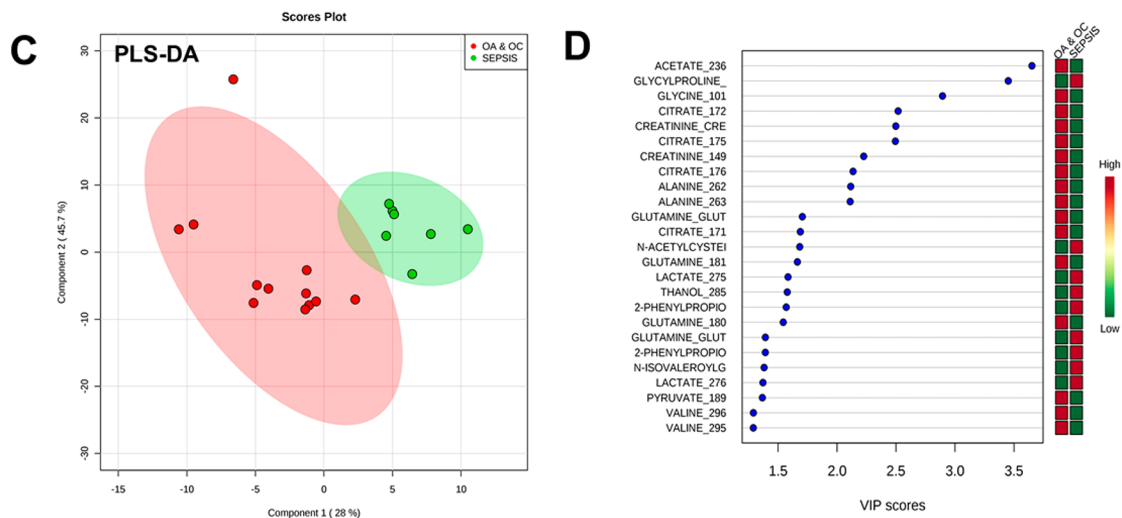 C
Scores Plot
PLS-DA
OA & OC
SEPSIS
30
20
10
0
-10
-20
-30
Component 2 ( 45.7 %)
-15 -10 -5 0 5 10
Component 1 ( 28 %)
D
OA & OC
SEPSIS
ACETATE_236
GLYCYLPROLINE_
GLYCINE_101
CITRATE_172
CREATININE_CRE
CITRATE_175
CREATININE_149
CITRATE_176
ALANINE_262
ALANINE_263
GLUTAMINE_GLUT
CITRATE_171
N-ACETYLCYSTEI
GLUTAMINE_181
LACTATE_275
THANOL_285
2-PHENYLPROPIO
GLUTAMINE_180
GLUTAMINE_GLUT
2-PHENYLPROPIO
N-ISOVALEROYLG
LACTATE_276
PYRUVATE_189
VALINE_296
VALINE_295
1.5 2.0 2.5 3.0 3.5
VIP scores
High
Low